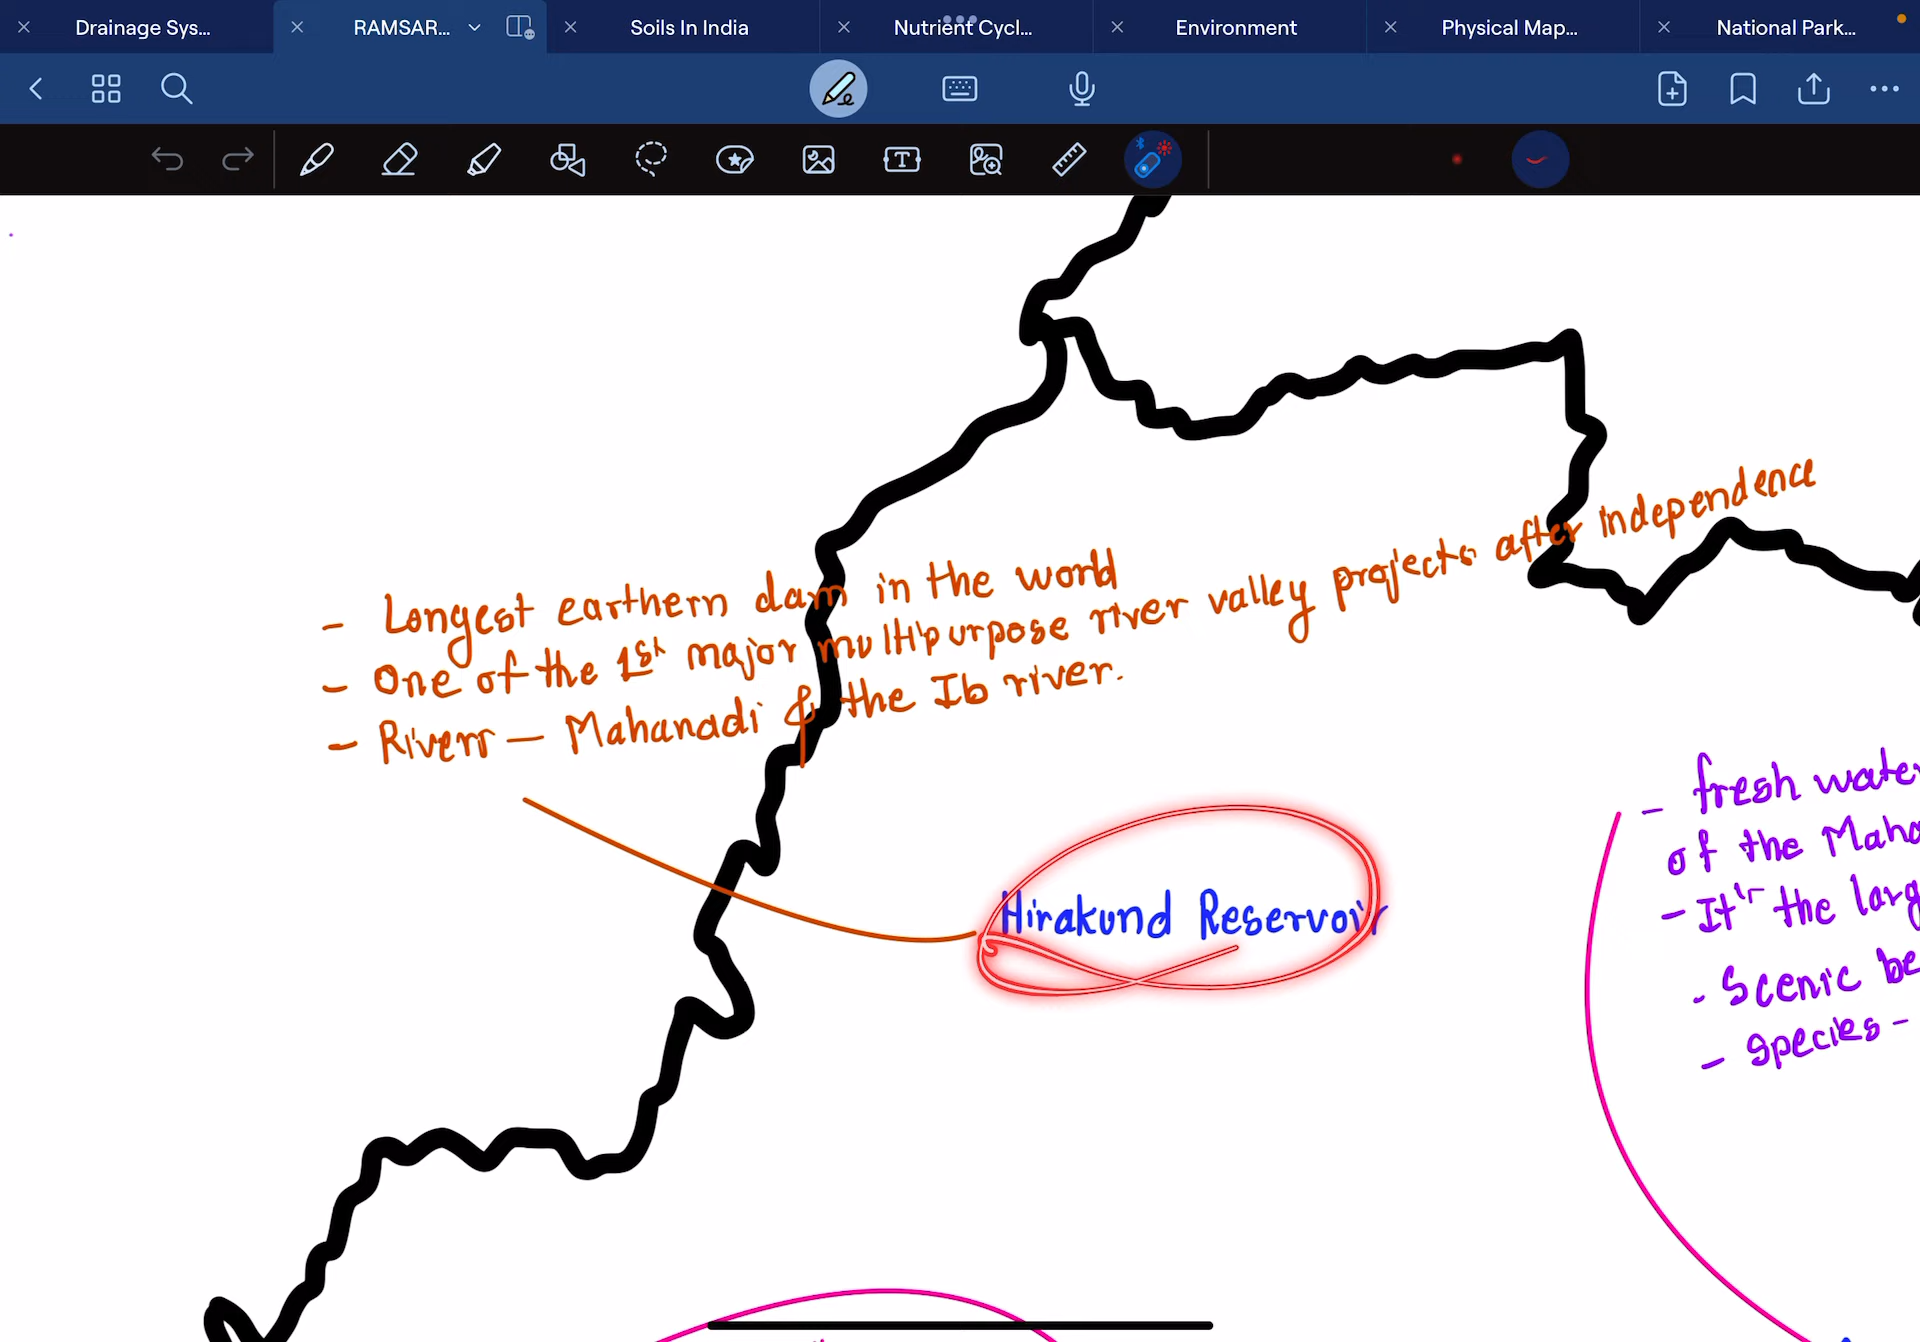 Drainage Sys...
RAMSAR...
Soils In India
Nutrient Cycl...
Environment
Physical Map...
National Park...
- Longest earthern dam in the world
- One of the 1st major multipurpose river valley projects after independence
- Rivers - Mahanadi & the Ib river.
Hirakund Reservoir
- fresh wate
of the Maha
- It's the larg
- Scenic be
- Species -